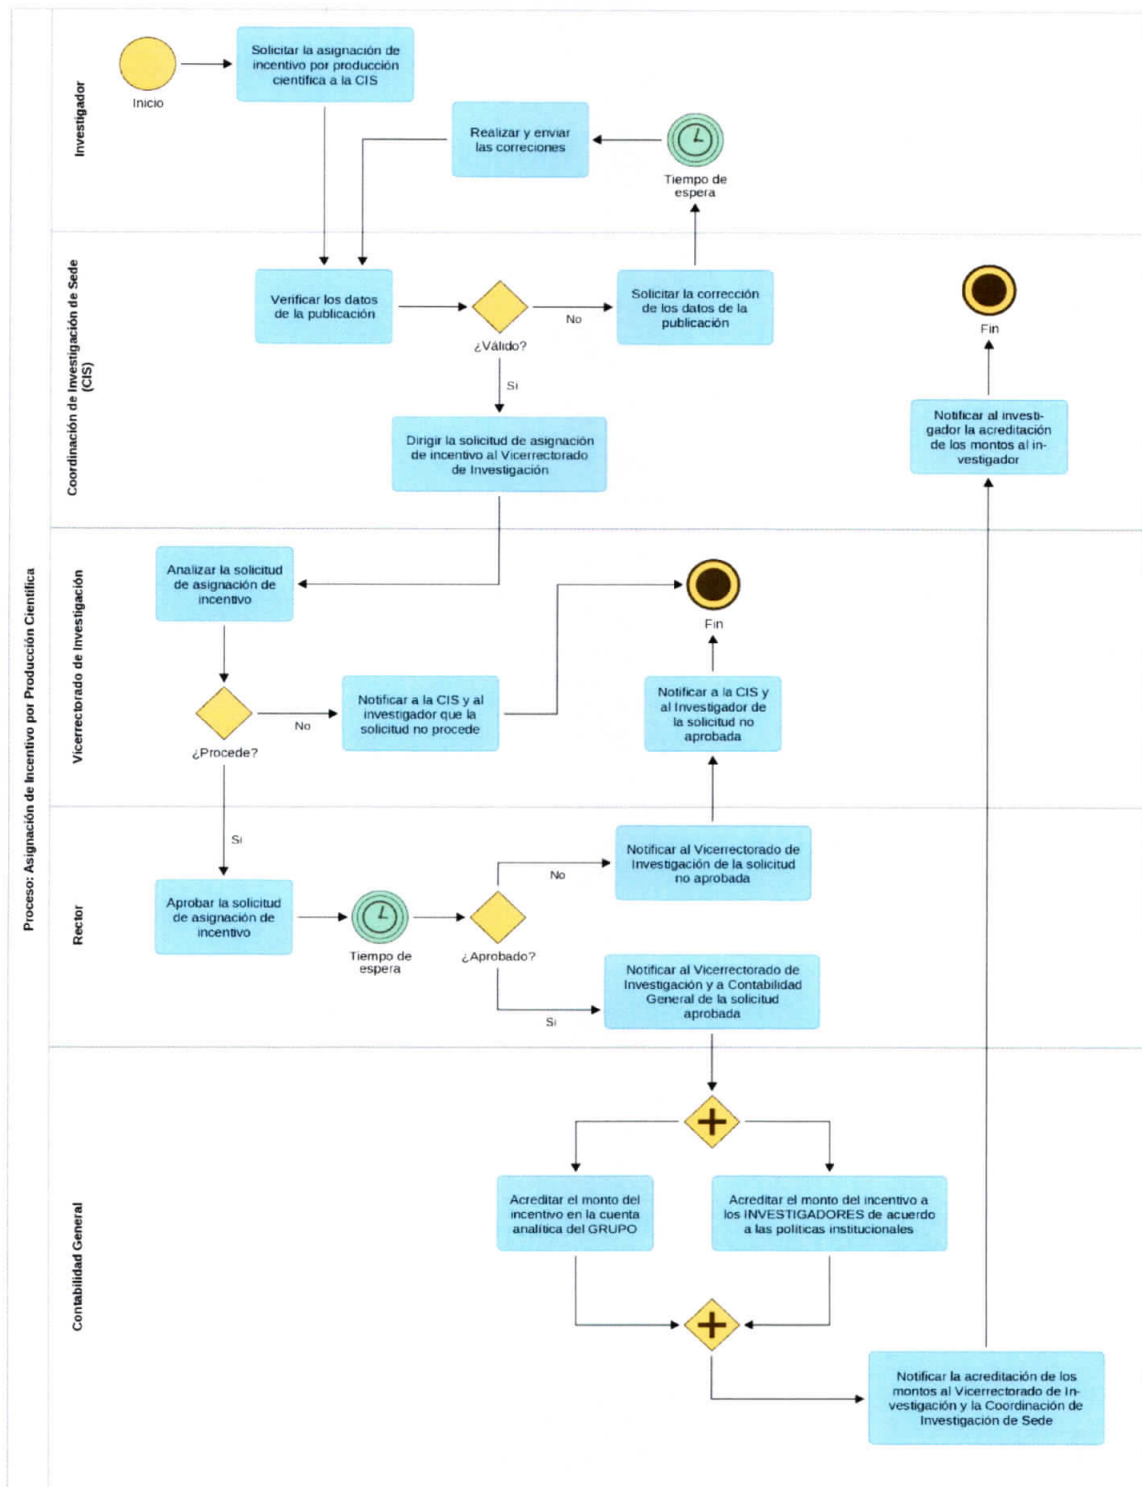 Proceso: Asignación de Incentivo por Producción Científica
Investigador
Inicio
Solicitar la asignación de
incentivo por producción
científica a la CIS
Realizar y enviar
las correciones
Tiempo de
espera
Coordinación de Investigación de Sede
(CIS)
Verificar los datos
de la publicación
¿Válido?
No
Solicitar la corrección
de los datos de la
publicación
Si
Dirigir la solicitud de asignación
de incentivo al Vicerrectorado
de Investigación
Fin
Notificar al investi-
gador la acreditación
de los montos al in-
vestigador
Vicerrectorado de Investigación
Analizar la solicitud
de asignación de
incentivo
¿Procede?
No
Notificar a la CIS y al
investigador que la
solicitud no procede
Fin
Notificar a la CIS y
al Investigador de
la solicitud no
aprobada
Si
Rector
Aprobar la solicitud
de asignación de
incentivo
Tiempo de
espera
¿Aprobado?
No
Notificar al Vicerrectorado de
Investigación de la solicitud
no aprobada
Si
Notificar al Vicerrectorado de
Investigación y a Contabilidad
General de la solicitud
aprobada
Contabilidad General
Acreditar el monto del
incentivo en la cuenta
analítica del GRUPO
Acreditar el monto del incentivo a
los INVESTIGADORES de acuerdo
a las políticas institucionales
Notificar la acreditación de los
montos al Vicerrectorado de In-
vestigación y la Coordinación de
Investigación de Sede